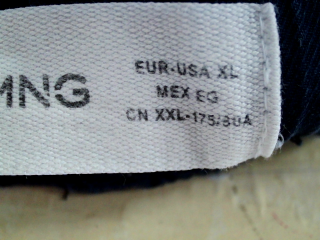 MNG
EUR-USA XL
MEX EG
CN XXL-175/80A